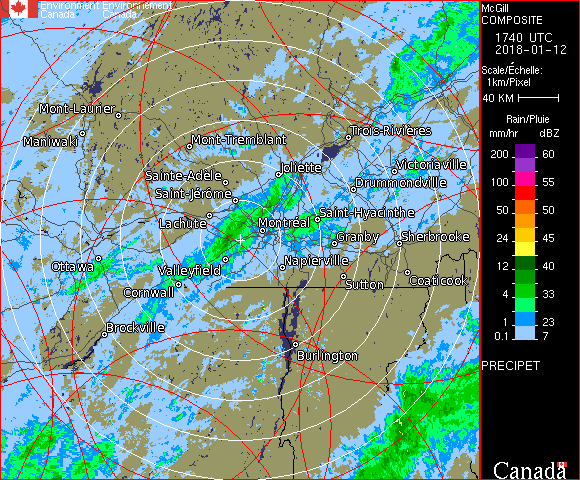 Environment Environnement
Canada Canada
McGill
COMPOSITE
1740 UTC
2018-01-12
Scale/Échelle:
1km/Pixel
40 KM
Rain/Pluie
mm/hr dBZ
200 60
100 55
50 50
24 45
12 40
4 33
1 23
0.1 7
PRECIPET
Canada
Mont-Laurier
Maniwaki
Mont-Tremblant
Trois-Rivières
Sainte-Adèle
Joliette
Victoriaville
Saint-Jérôme
Drummondville
Lachute
Montréal
Saint-Hyacinthe
Granby
Sherbrooke
Ottawa
Valleyfield
Napierville
Cornwall
Sutton
Coaticook
Brockville
Burlington